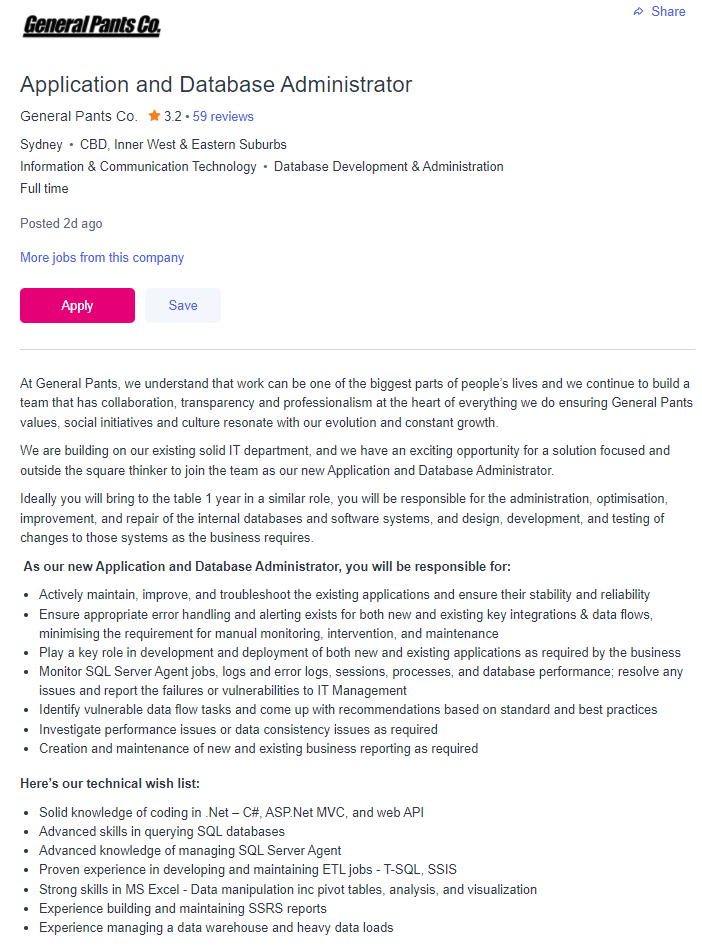 General Pants Co.
Share
Application and Database Administrator
General Pants Co. 3.2 • 59 reviews
Sydney • CBD, Inner West & Eastern Suburbs
Information & Communication Technology • Database Development & Administration
Full time
Posted 2d ago
More jobs from this company
Apply Save
At General Pants, we understand that work can be one of the biggest parts of people’s lives and we continue to build a
team that has collaboration, transparency and professionalism at the heart of everything we do ensuring General Pants
values, social initiatives and culture resonate with our evolution and constant growth.
We are building on our existing solid IT department, and we have an exciting opportunity for a solution focused and
outside the square thinker to join the team as our new Application and Database Administrator.
Ideally you will bring to the table 1 year in a similar role, you will be responsible for the administration, optimisation,
improvement, and repair of the internal databases and software systems, and design, development, and testing of
changes to those systems as the business requires.
As our new Application and Database Administrator, you will be responsible for:
• Actively maintain, improve, and troubleshoot the existing applications and ensure their stability and reliability
• Ensure appropriate error handling and alerting exists for both new and existing key integrations & data flows,
minimising the requirement for manual monitoring, intervention, and maintenance
• Play a key role in development and deployment of both new and existing applications as required by the business
• Monitor SQL Server Agent jobs, logs and error logs, sessions, processes, and database performance; resolve any
issues and report the failures or vulnerabilities to IT Management
• Identify vulnerable data flow tasks and come up with recommendations based on standard and best practices
• Investigate performance issues or data consistency issues as required
• Creation and maintenance of new and existing business reporting as required
Here’s our technical wish list:
• Solid knowledge of coding in .Net – C#, ASP.Net MVC, and web API
• Advanced skills in querying SQL databases
• Advanced knowledge of managing SQL Server Agent
• Proven experience in developing and maintaining ETL jobs - T-SQL, SSIS
• Strong skills in MS Excel - Data manipulation inc pivot tables, analysis, and visualization
• Experience building and maintaining SSRS reports
• Experience managing a data warehouse and heavy data loads